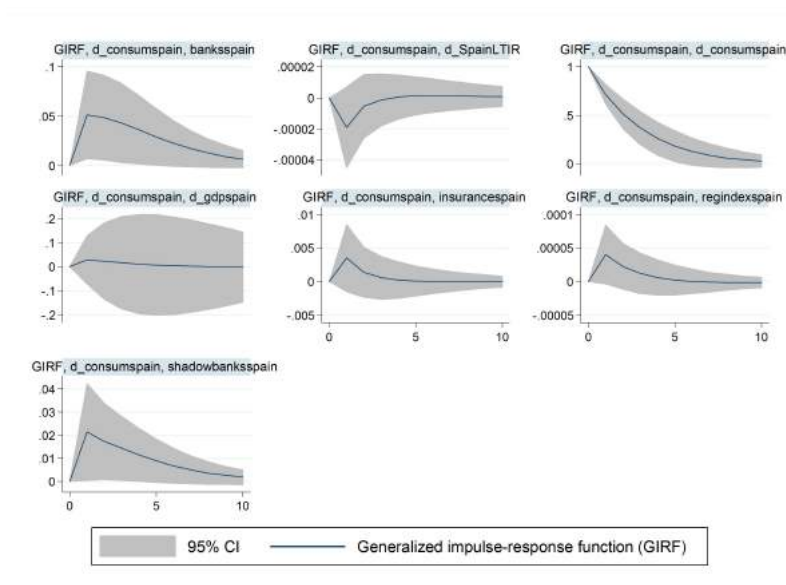 GIRF, d_consumspain, banksspain
GIRF, d_consumspain, d_SpainLTIR
GIRF, d_consumspain, d_consumspain
.1
.05
0
.00002
0
-.00002
-.00004
1
.5
0
GIRF, d_consumspain, d_gdpspain
GIRF, d_consumspain, insurancespain
GIRF, d_consumspain, regindexspain
.2
.1
0
-.1
-.2
.01
.005
0
-.005
0 5 10
.0001
.00005
0
-.00005
0 5 10
GIRF, d_consumspain, shadowbanksspain
.04
.03
.02
.01
0
0 5 10
95% CI Generalized impulse-response function (GIRF)